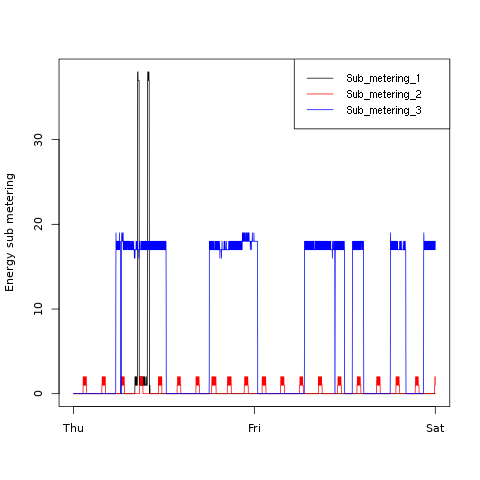 Sub_metering_1
Sub_metering_2
Sub_metering_3
Energy sub metering
30
20
10
0
Thu
Fri
Sat